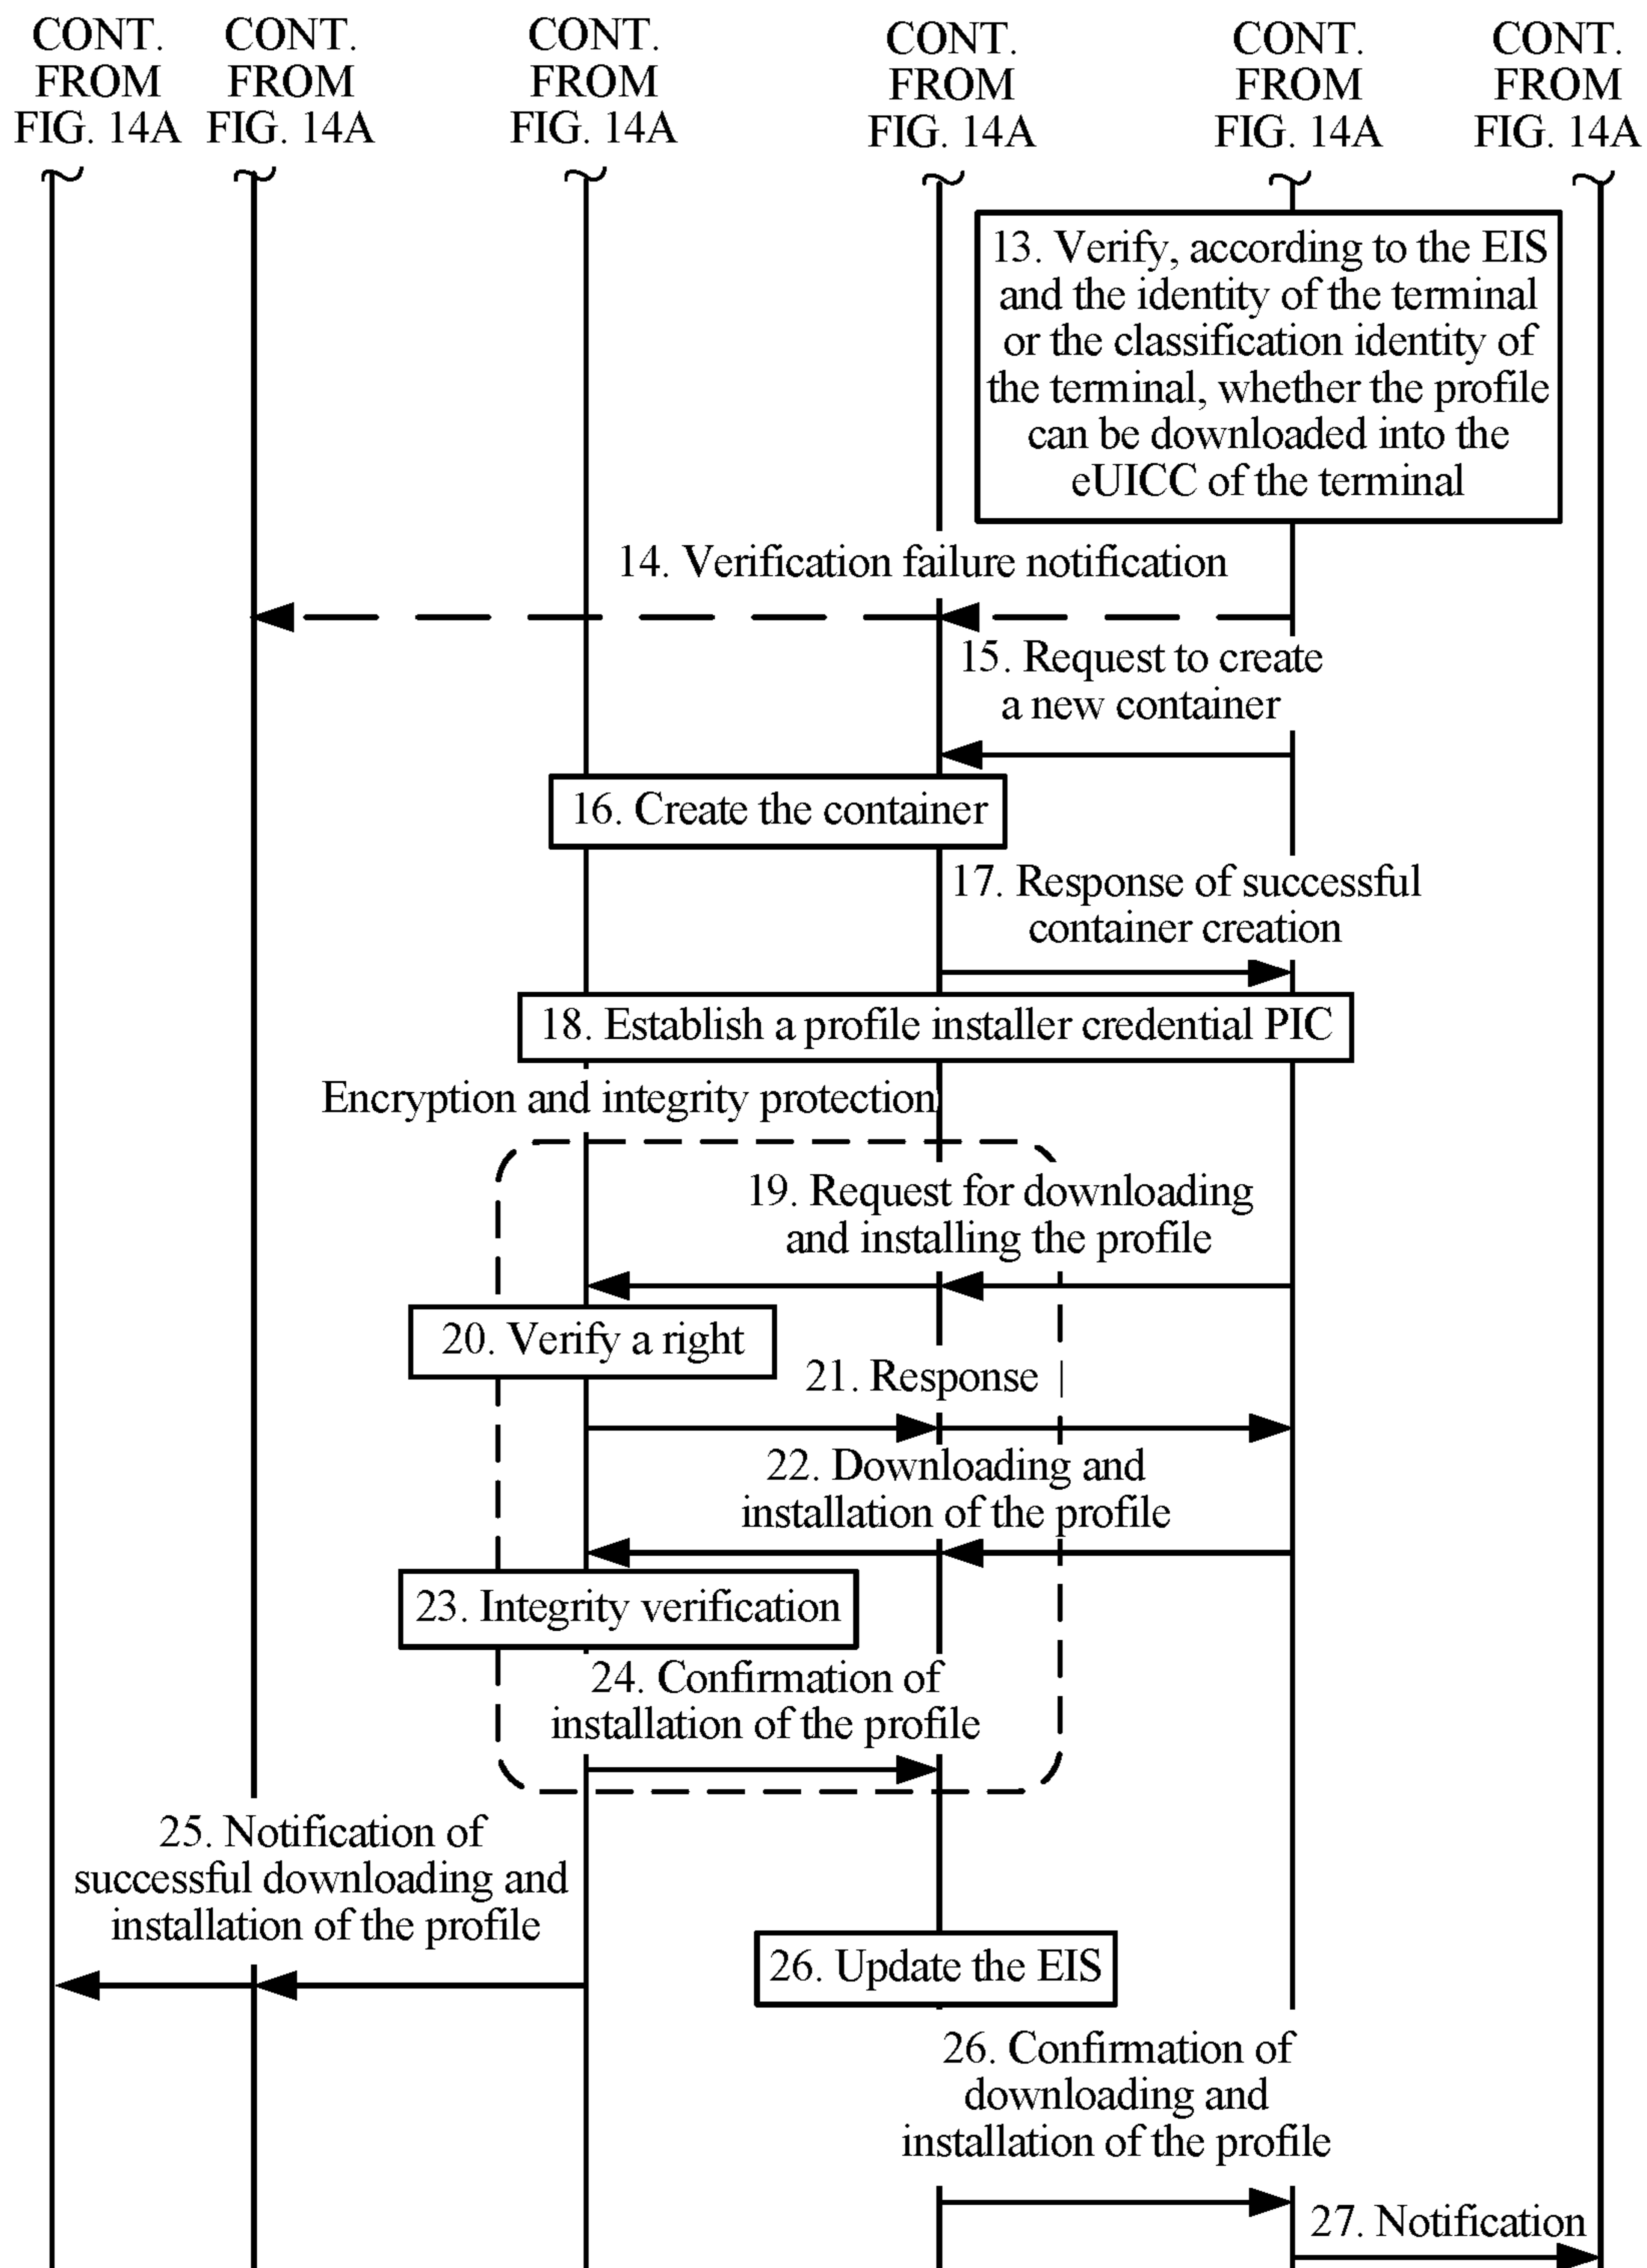 CONT.
FROM
FIG. 14A
CONT.
FROM
FIG. 14A
CONT.
FROM
FIG. 14A
CONT.
FROM
FIG. 14A
CONT.
FROM
FIG. 14A
CONT.
FROM
FIG. 14A
13. Verify, according to the EIS
and the identity of the terminal
or the classification identity of
the terminal, whether the profile
can be downloaded into the
eUICC of the terminal
14. Verification failure notification
15. Request to create
a new container
16. Create the container
17. Response of successful
container creation
18. Establish a profile installer credential PIC
Encryption and integrity protection
19. Request for downloading
and installing the profile
20. Verify a right
21. Response
22. Downloading and
installation of the profile
23. Integrity verification
24. Confirmation of
installation of the profile
25. Notification of
successful downloading and
installation of the profile
26. Update the EIS
26. Confirmation of
downloading and
installation of the profile
27. Notification